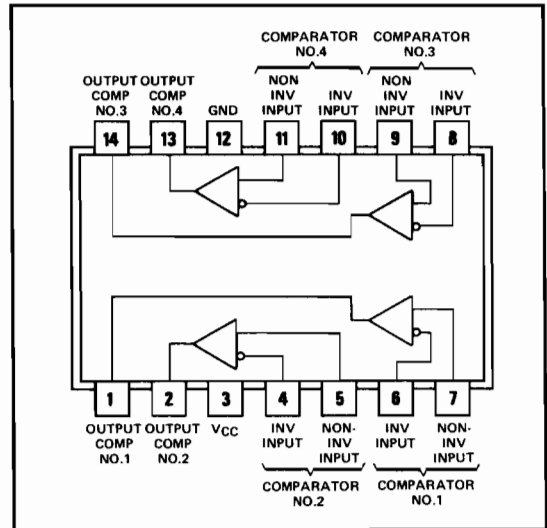 COMPARATOR
NO.4
COMPARATOR
NO.3
OUTPUT
COMP
NO.3
OUTPUT
COMP
NO.4
GND
NON
INV
INPUT
INV
INPUT
NON
INV
INPUT
INV
INPUT
14
13
12
11
10
9
8
1
2
3
4
5
6
7
OUTPUT
COMP
NO.1
OUTPUT
COMP
NO.2
VCC
INV
INPUT
NON-
INV
INPUT
INV
INPUT
NON-
INV
INPUT
COMPARATOR
NO.2
COMPARATOR
NO.1